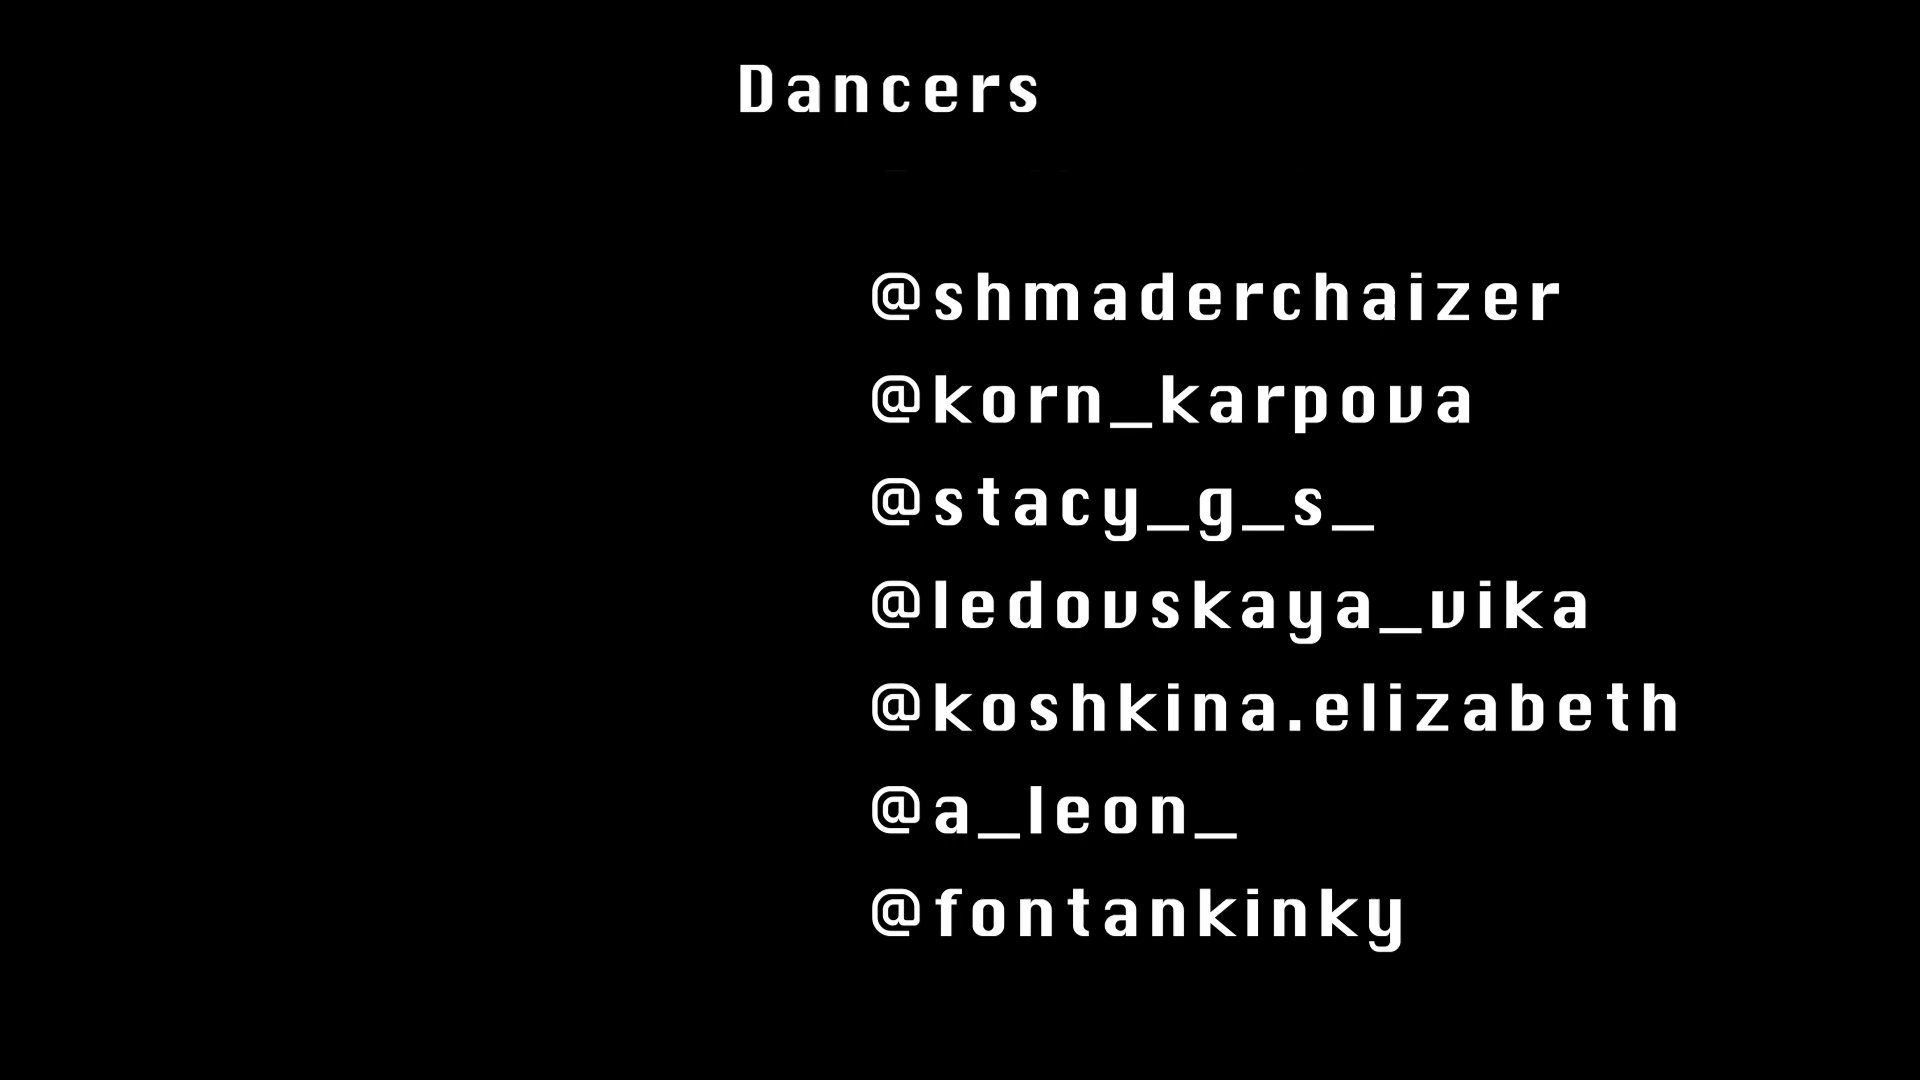 Dancers
@shmaderchaizer
@korn_karpova
@stacy_g_s_
@ledovskaya_vika
@koshkina.elizabeth
@a_leon_
@fontankinky